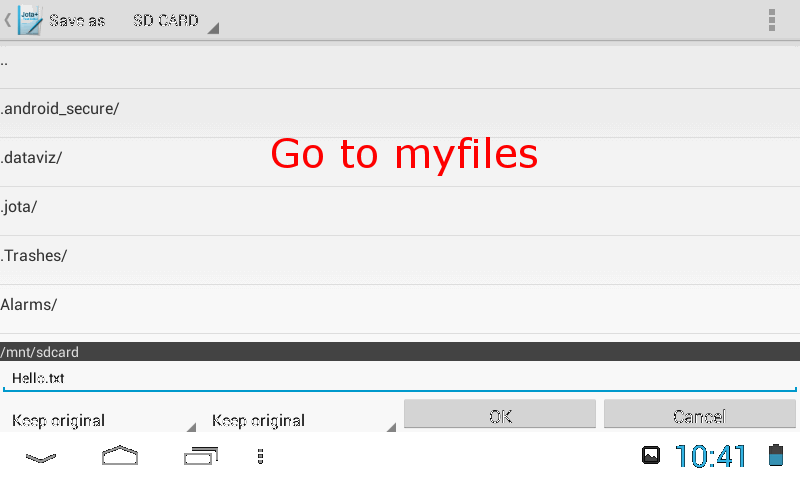 Jota+
Save as SD CARD
..
.android_secure/
.dataviz/
Go to myfiles
.jota/
.Trashes/
Alarms/
/mnt/sdcard
Hello.txt
Keep original Keep original OK Cancel
10:41